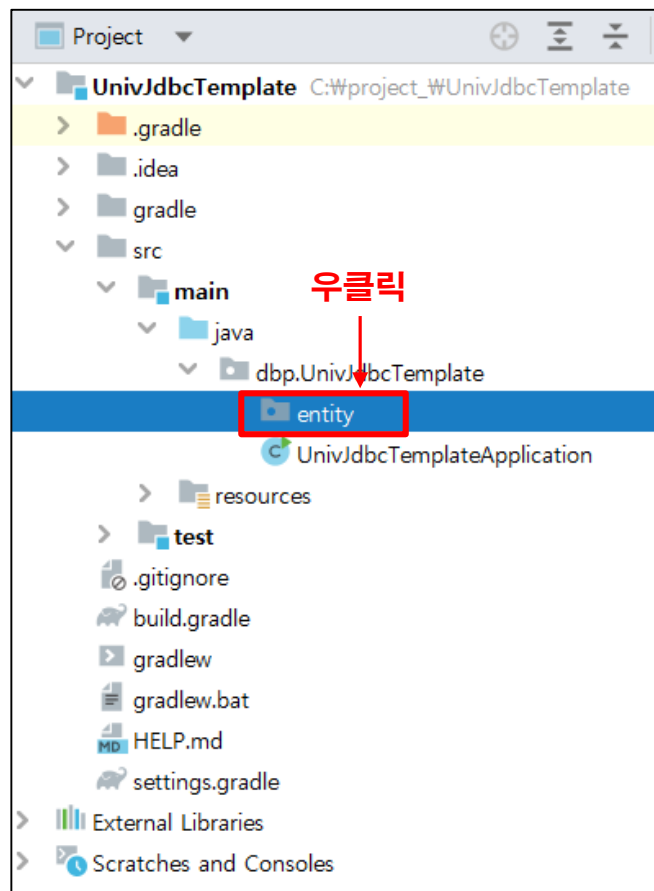 Project
UnivJdbcTemplate C:₩project_₩UnivJdbcTemplate
.gradle
.idea
gradle
src
main
우클릭
java
dbp.UnivJdbcTemplate
entity
C UnivJdbcTemplateApplication
resources
test
.gitignore
build.gradle
gradlew
gradlew.bat
MD HELP.md
settings.gradle
External Libraries
Scratches and Consoles